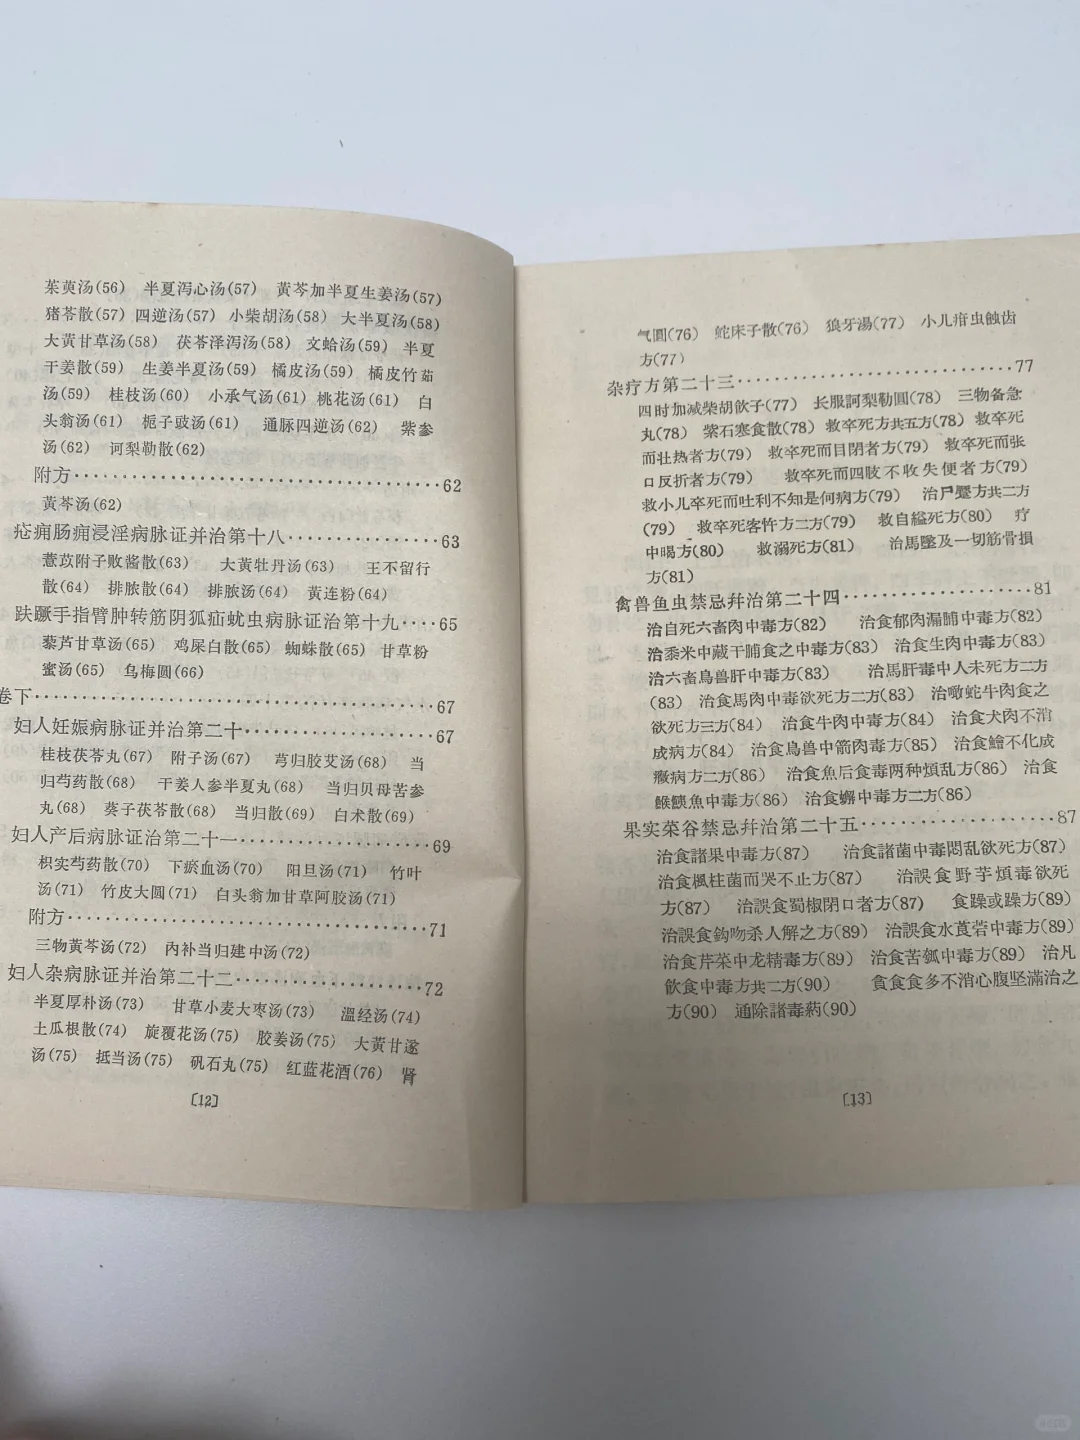 茱萸汤(56) 半夏泻心汤(57) 黄芩加半夏生姜汤(57)
猪苓散(57) 四逆汤(57) 小柴胡汤(58) 大半夏汤(58)
大黄甘草汤(58) 茯苓泽泻汤(58) 文蛤汤(59) 半夏
干姜散(59) 生姜半夏汤(59) 橘皮汤(59) 橘皮竹茹
汤(59) 桂枝汤(60) 小承气汤(61) 桃花汤(61) 白
头翁汤(61) 栀子豉汤(61) 通脉四逆汤(62) 紫参
汤(62) 诃梨勒散(62)
附方····································62
黄芩汤(62)
疮痈肠痈浸淫病脉证并治第十八················63
薏苡附子败酱散(63) 大黄牡丹汤(63) 王不留行
散(64) 排脓散(64) 排脓汤(64) 黄连粉(64)
趺蹶手指臂肿转筋阴狐疝蚘虫病脉证治第十九····65
藜芦甘草汤(65) 鸡屎白散(65) 蜘蛛散(65) 甘草粉
蜜汤(65) 乌梅圆(66)
卷下····································67
妇人妊娠病脉证并治第二十····················67
桂枝茯苓丸(67) 附子汤(67) 芎归胶艾汤(68) 当
归芍药散(68) 干姜人参半夏丸(68) 当归贝母苦参
丸(68) 葵子茯苓散(68) 当归散(69) 白术散(69)
妇人产后病脉证治第二十一····················69
枳实芍药散(70) 下瘀血汤(70) 阳旦汤(71) 竹叶
汤(71) 竹皮大圆(71) 白头翁加甘草阿胶汤(71)
附方····································71
三物黄芩汤(72) 内补当归建中汤(72)
妇人杂病脉证并治第二十二····················72
半夏厚朴汤(73) 甘草小麦大枣汤(73) 溫经汤(74)
土瓜根散(74) 旋覆花汤(75) 胶姜汤(75) 大黄甘遂
汤(75) 抵当汤(75) 矾石丸(75) 红蓝花酒(76) 肾
〔12〕
气圓(76) 蛇床子散(76) 狼牙湯(77) 小儿疳虫蝕齿
方(77)
杂疗方第二十三······························77
四时加减柴胡飲子(77) 长服訶梨勒圓(78) 三物备急
丸(78) 紫石寒食散(78) 救卒死方共五方(78) 救卒死
而壮热者方(79) 救卒死而目閉者方(79) 救卒死而张
口反折者方(79) 救卒死而四肢不收失便者方(79)
救小儿卒死而吐利不知是何病方(79) 治尸蹷方共二方
(79) 救卒死客忤方二方(79) 救自縊死方(80) 疗
中暍方(80) 救溺死方(81) 治馬墜及一切筋骨損
方(81)
禽兽鱼虫禁忌幷治第二十四····················81
治自死六畜肉中毒方(82) 治食郁肉漏脯中毒方(82)
治黍米中藏干脯食之中毒方(83) 治食生肉中毒方(83)
治六畜鳥兽肝中毒方(83) 治馬肝毒中人未死方二方
(83) 治食馬肉中毒欲死方二方(83) 治噉蛇牛肉食之
欲死方三方(84) 治食牛肉中毒方(84) 治食犬肉不消
成病方(84) 治食鳥兽中箭肉毒方(85) 治食鱠不化成
癥病方二方(86) 治食魚后食毒两种煩乱方(86) 治食
鯸鮧魚中毒方(86) 治食蠏中毒方二方(86)
果实菜谷禁忌幷治第二十五····················87
治食諸果中毒方(87) 治食諸菌中毒悶乱欲死方(87)
治食楓柱菌而哭不止方(87) 治誤食野芋煩毒欲死
方(87) 治誤食蜀椒閉口者方(87) 食躁或躁方(89)
治誤食鈎吻杀人解之方(89) 治誤食水莨菪中毒方(89)
治食芹菜中龙精毒方(89) 治食苦瓠中毒方(89) 治凡
飲食中毒方共二方(90) 貪食食多不消心腹坚滿治之
方(90) 通除諸毒葯(90)
〔13〕